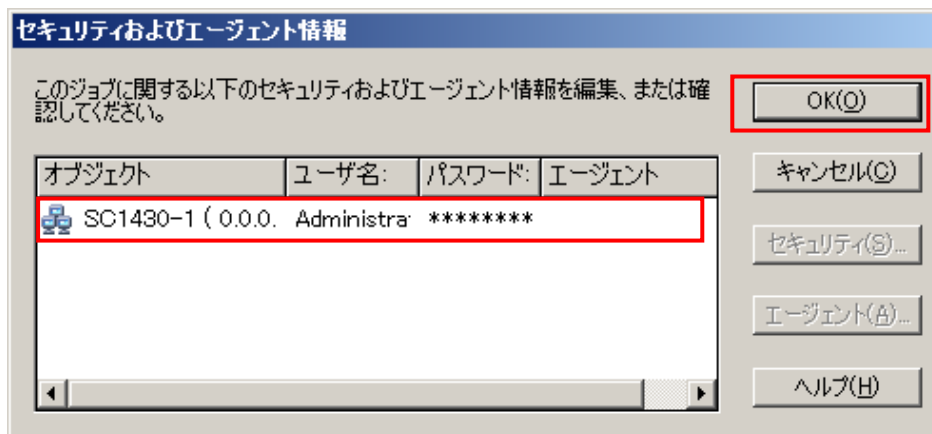 セキュリティおよびエージェント情報
このジョブに関する以下のセキュリティおよびエージェント情報を編集、または確
認してください。
OK(O)
オブジェクト ユーザ名: パスワード: エージェント
キャンセル(C)
SC1430-1 ( 0.0.0. Administra ********
セキュリティ(S)...
エージェント(A)...
ヘルプ(H)